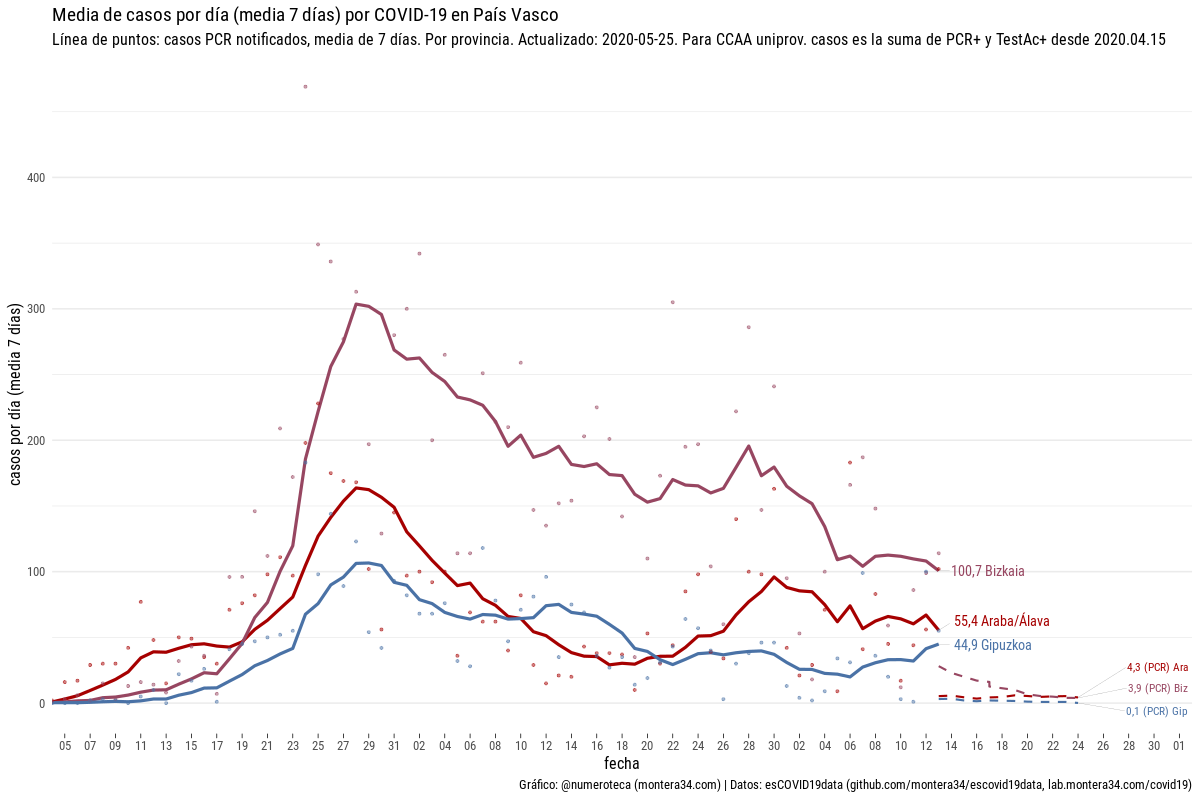 Media de casos por día (media 7 días) por COVID-19 en País Vasco
Línea de puntos: casos PCR notificados, media de 7 días. Por provincia. Actualizado: 2020-05-25. Para CCAA uniprov. casos es la suma de PCR+ y TestAc+ desde 2020.04.15
casos por día (media 7 días)
400
300
200
100
0
100,7 Bizkaia
55,4 Araba/Álava
44,9 Gipuzkoa
4,3 (PCR) Ara
3,9 (PCR) Biz
0,1 (PCR) Gip
05 07 09 11 13 15 17 19 21 23 25 27 29 31 02 04 06 08 10 12 14 16 18 20 22 24 26 28 30 02 04 06 08 10 12 14 16 18 20 22 24 26 28 30 01
fecha
Gráfico: @numeroteca (montera34.com) | Datos: esCOVID19data (github.com/montera34/escovid19data, lab.montera34.com/covid19)